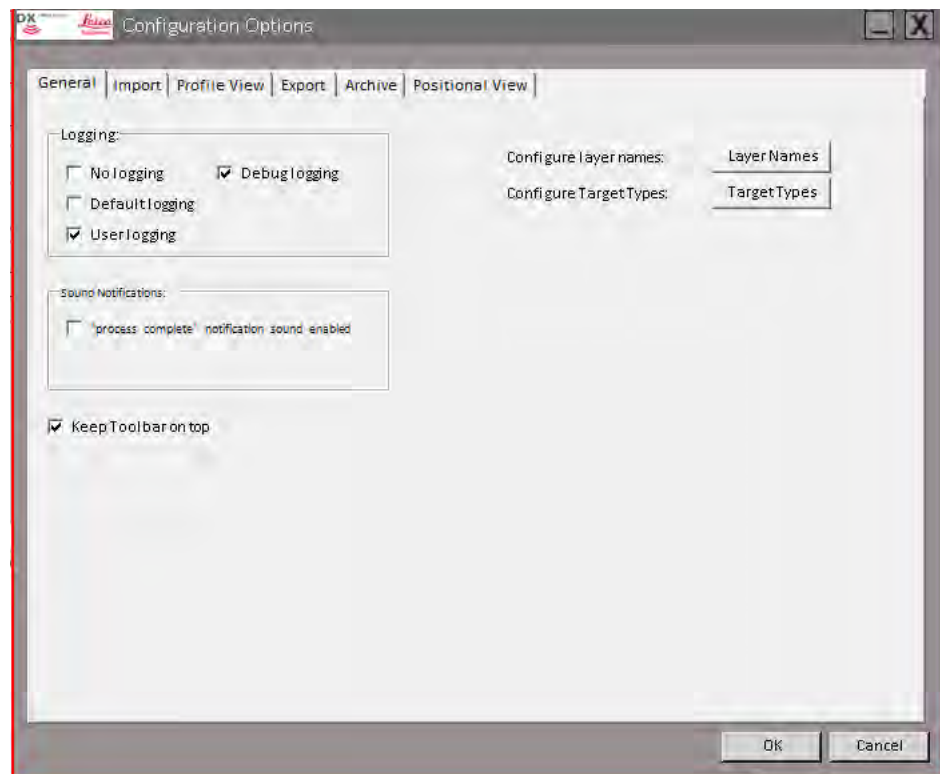 DX Leica Configuration Options
General Import Profile View Export Archive Positional View
Logging:
No logging Debug logging
Default logging
User logging
Configure layer names: Layer Names
Configure Target Types: Target Types
Sound Notifications:
'process complete' notification sound enabled
Keep Toolbar on top
OK Cancel